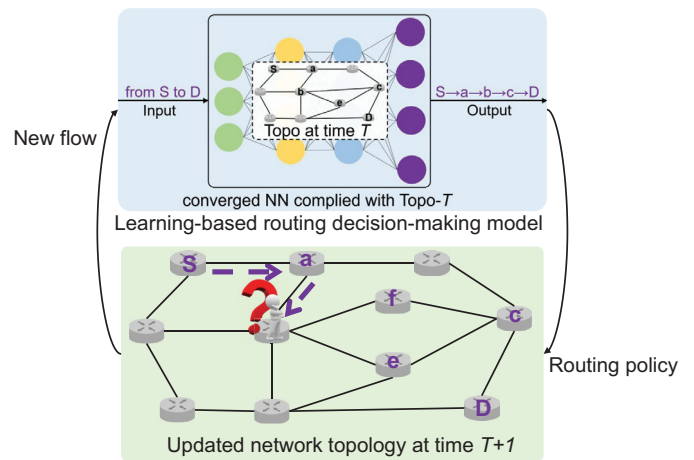 S
a
b
c
e
D
Topo at time T
from S to D
Input
S→a→b→c→D
Output
New flow
converged NN complied with Topo-T
Learning-based routing decision-making model
S
a
?
f
c
e
D
Routing policy
Updated network topology at time T+1